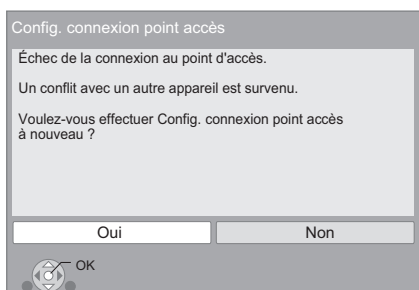 Config. connexion point accès
Échec de la connexion au point d'accès.
Un conflit avec un autre appareil est survenu.
Voulez-vous effectuer Config. connexion point accès
à nouveau ?
Oui
Non
OK